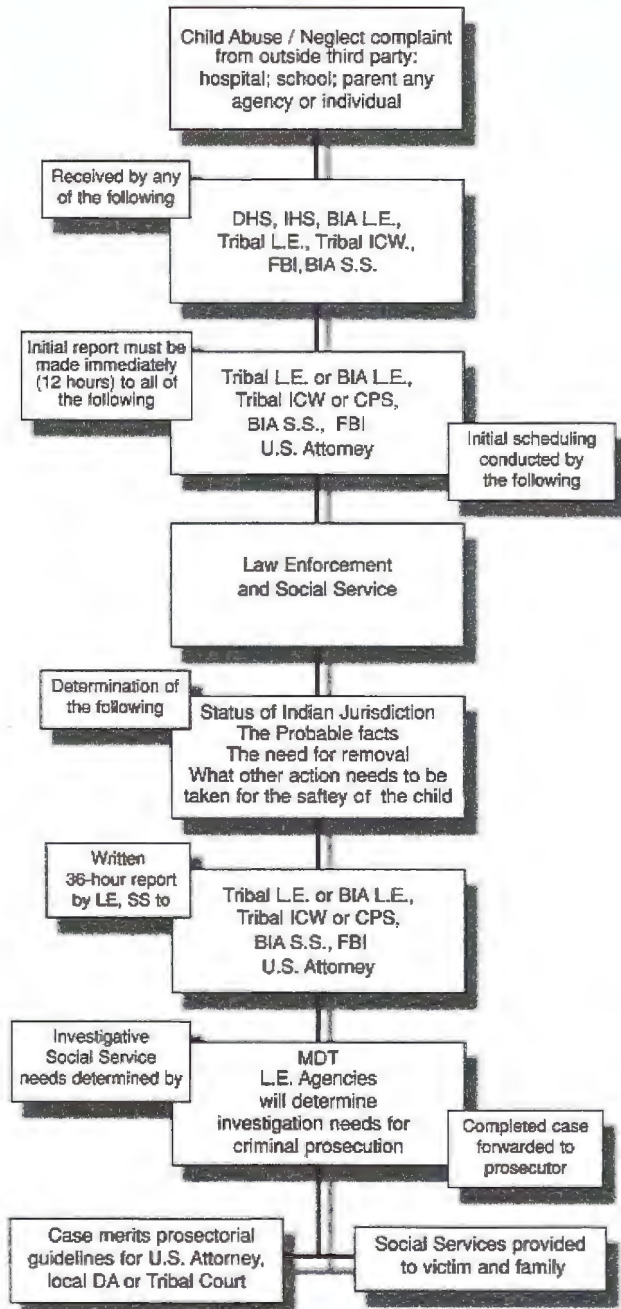 Child Abuse / Neglect complaint
from outside third party:
hospital; school; parent any
agency or individual
Received by any
of the following
DHS, IHS, BIA L.E.,
Tribal L.E., Tribal ICW.,
FBI, BIA S.S.
Initial report must be
made immediately
(12 hours) to all of
the following
Tribal L.E. or BIA L.E.,
Tribal ICW or CPS,
BIA S.S., FBI
U.S. Attorney
Initial scheduling
conducted by
the following
Law Enforcement
and Social Service
Determination of
the following
Status of Indian Jurisdiction
The Probable facts
The need for removal
What other action needs to be
taken for the saftey of the child
Written
36-hour report
by LE, SS to
Tribal L.E. or BIA L.E.,
Tribal ICW or CPS,
BIA S.S., FBI
U.S. Attorney
Investigative
Social Service
needs determined by
MDT
L.E. Agencies
will determine
investigation needs for
criminal prosecution
Completed case
forwarded to
prosecutor
Case merits prosectorial
guidelines for U.S. Attorney,
local DA or Tribal Court
Social Services provided
to victim and family